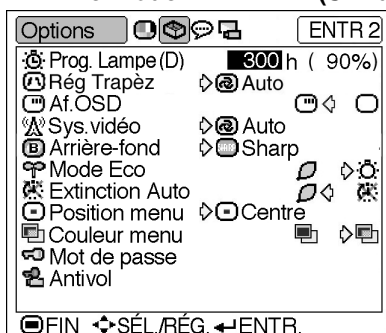 Options ENTR 2
Prog. Lampe (D) 300 h ( 90%)
Rég Trapèz Auto
Af.OSD
Sys. vidéo Auto
B Arrière-fond Sharp
Mode Eco
Extinction Auto
Position menu Centre
Couleur menu
Mot de passe
Antivol
FIN SÉL./RÉG. ENTR.